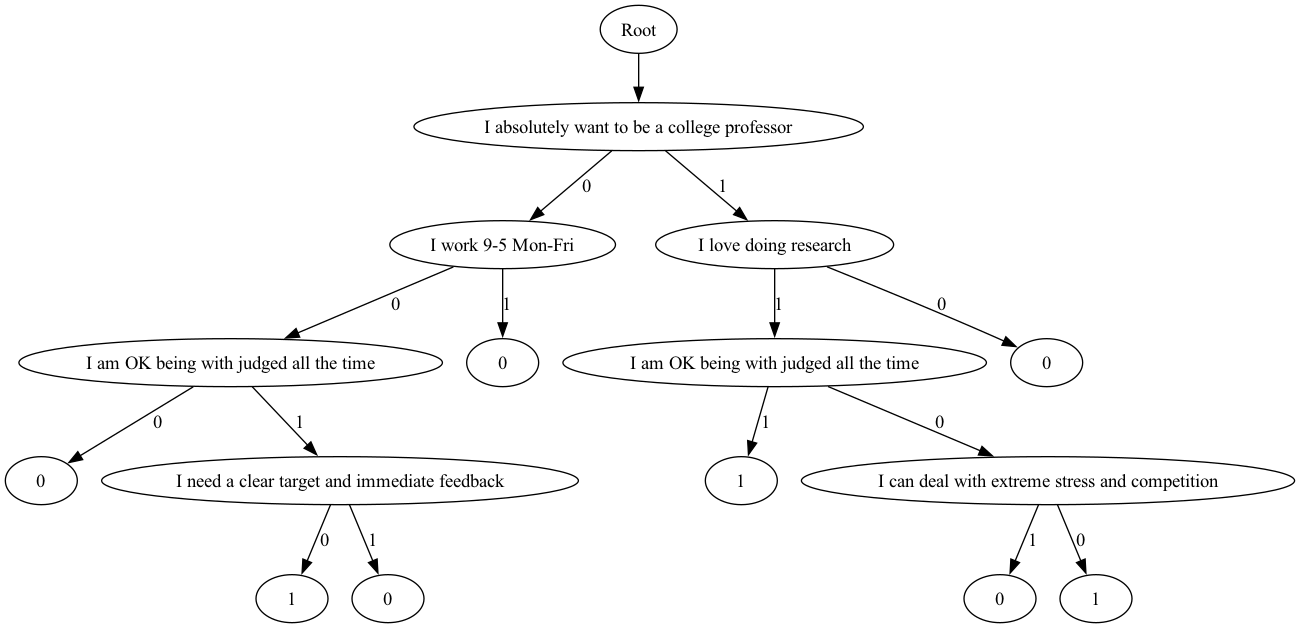 Root
I absolutely want to be a college professor
0
1
I work 9-5 Mon-Fri
I love doing research
0
1
1
0
I am OK being with judged all the time
0
I am OK being with judged all the time
0
0
1
1
0
0
I need a clear target and immediate feedback
1
I can deal with extreme stress and competition
0
1
1
0
1
0
0
1